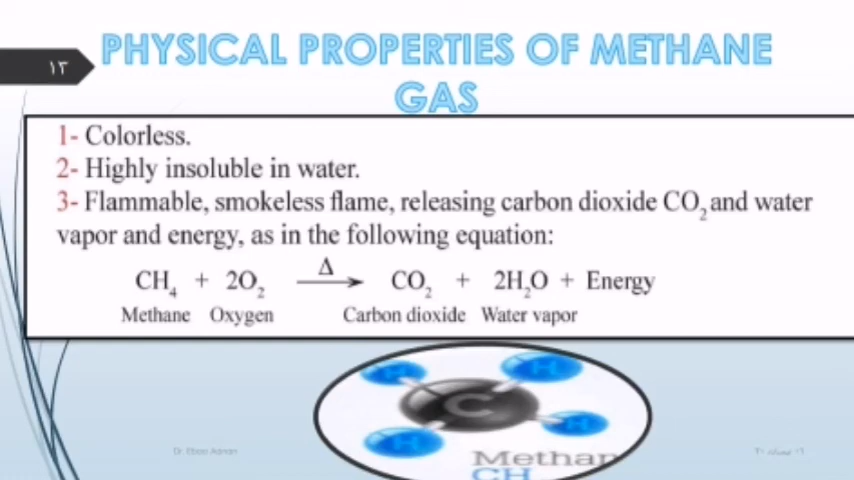 PHYSICAL PROPERTIES OF METHANE
GAS
١٣
1- Colorless.
2- Highly insoluble in water.
3- Flammable, smokeless flame, releasing carbon dioxide CO₂ and water
vapor and energy, as in the following equation:
CH₄ + 2O₂ Δ⟶ CO₂ + 2H₂O + Energy
Methane Oxygen Carbon dioxide Water vapor
H H
C
H H
Methan
CH